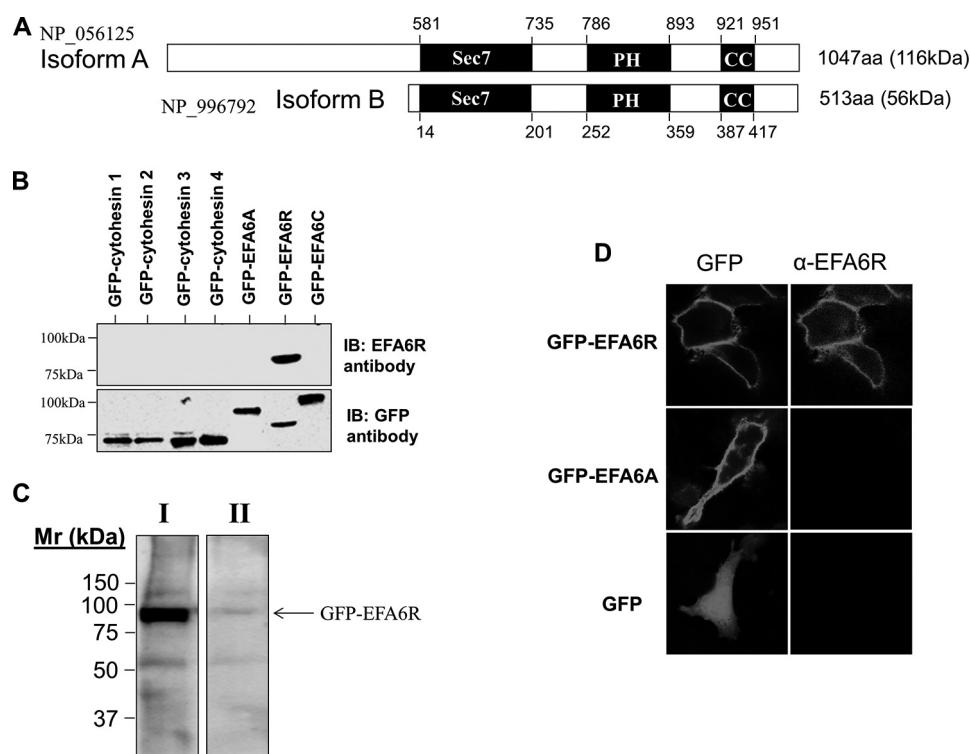 A
NP_056125
Isoform A
581 735 786 893 921 951
Sec7 PH CC
1047aa (116kDa)
NP_996792
Isoform B
Sec7 PH CC
513aa (56kDa)
14 201 252 359 387 417
B
GFP-cytohesin 1
GFP-cytohesin 2
GFP-cytohesin 3
GFP-cytohesin 4
GFP-EFA6A
GFP-EFA6R
GFP-EFA6C
100kDa
75kDa
IB: EFA6R
antibody
100kDa
75kDa
IB: GFP
antibody
C
I II
Mr (kDa)
150
100
75
50
37
GFP-EFA6R
D
GFP α-EFA6R
GFP-EFA6R
GFP-EFA6A
GFP